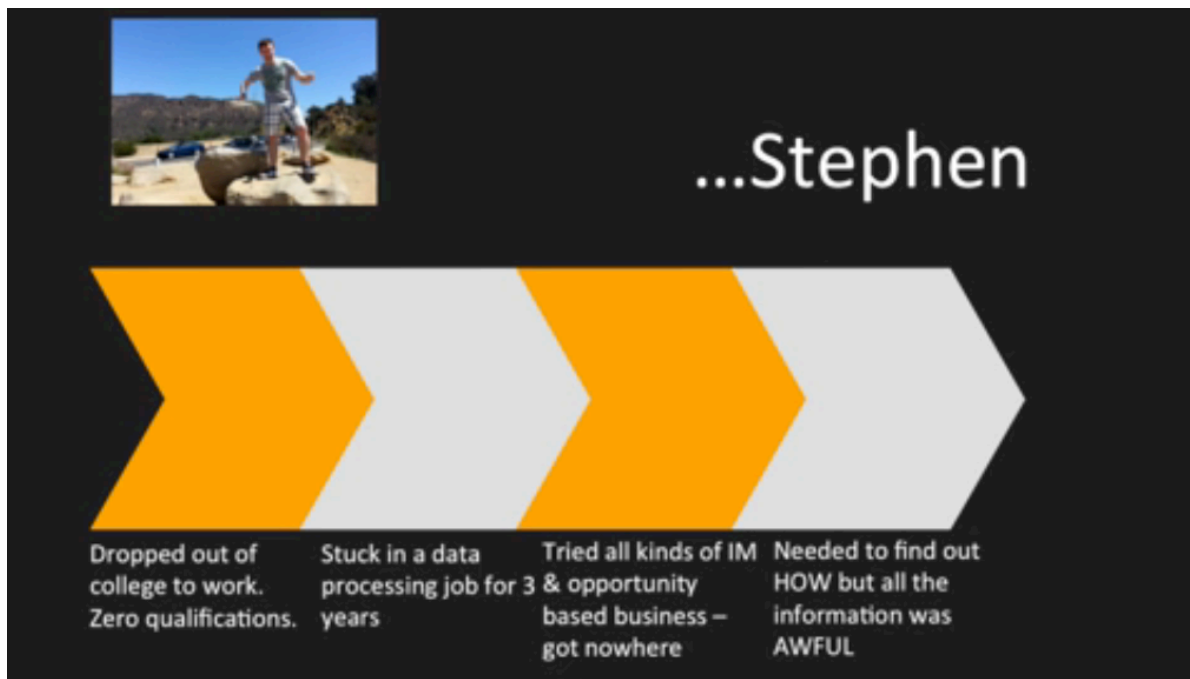 ...Stephen
Dropped out of
college to work.
Zero qualifications.
Stuck in a data
processing job for 3
years
Tried all kinds of IM
& opportunity
based business –
got nowhere
Needed to find out
HOW but all the
information was
AWFUL